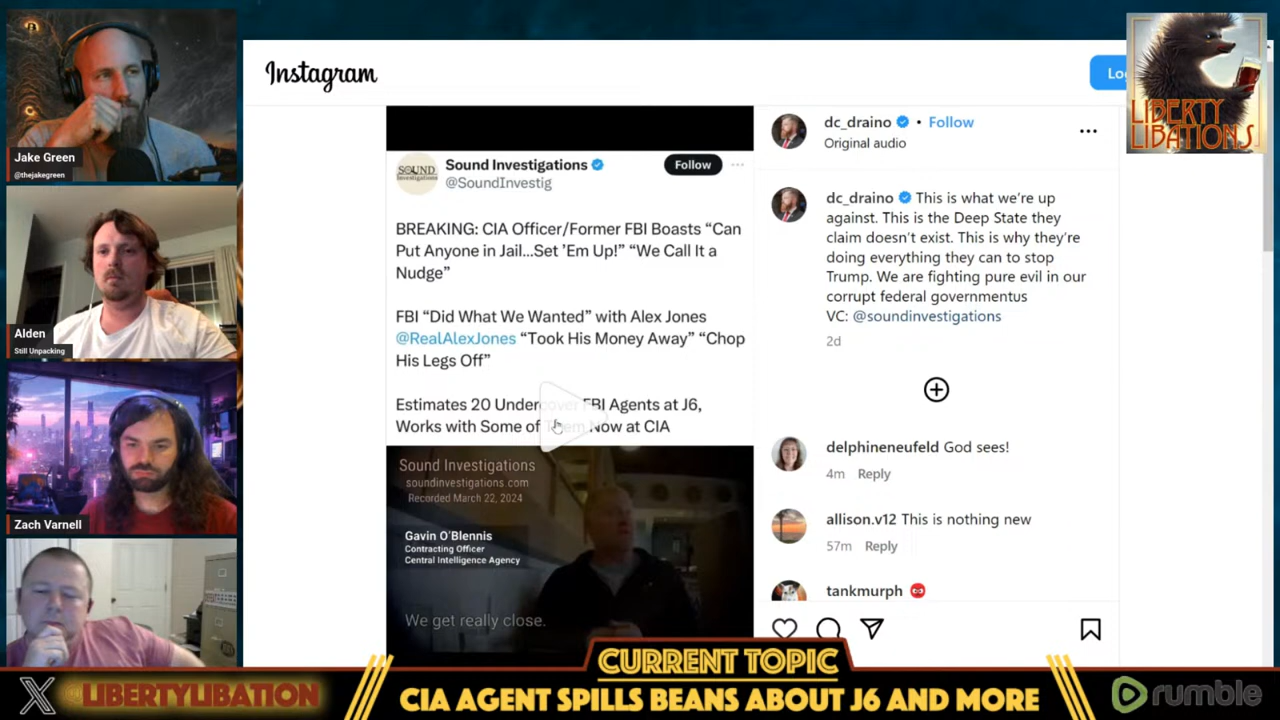 Jake Green
@thejakegreen
Alden
Still Unpacking
Zach Varnell
Instagram
Log
LIBERTY
LIBATIONS
SOUND
Investigations
Sound Investigations
@SoundInvestig
Follow
BREAKING: CIA Officer/Former FBI Boasts “Can
Put Anyone in Jail...Set ’Em Up!” “We Call It a
Nudge”
FBI “Did What We Wanted” with Alex Jones
@RealAlexJones “Took His Money Away” “Chop
His Legs Off”
Estimates 20 Undercover FBI Agents at J6,
Works with Some of Them Now at CIA
Sound Investigations
soundinvestigations.com
Recorded March 22, 2024
Gavin O’Blennis
Contracting Officer
Central Intelligence Agency
We get really close.
dc_draino • Follow
Original audio
dc_draino This is what we’re up
against. This is the Deep State they
claim doesn’t exist. This is why they’re
doing everything they can to stop
Trump. We are fighting pure evil in our
corrupt federal governmentus
VC: @soundinvestigations
2d
delphineneufeld God sees!
4m Reply
allison.v12 This is nothing new
57m Reply
tankmurph
CURRENT TOPIC
X @LIBERTYLIBATION
CIA AGENT SPILLS BEANS ABOUT J6 AND MORE
rumble